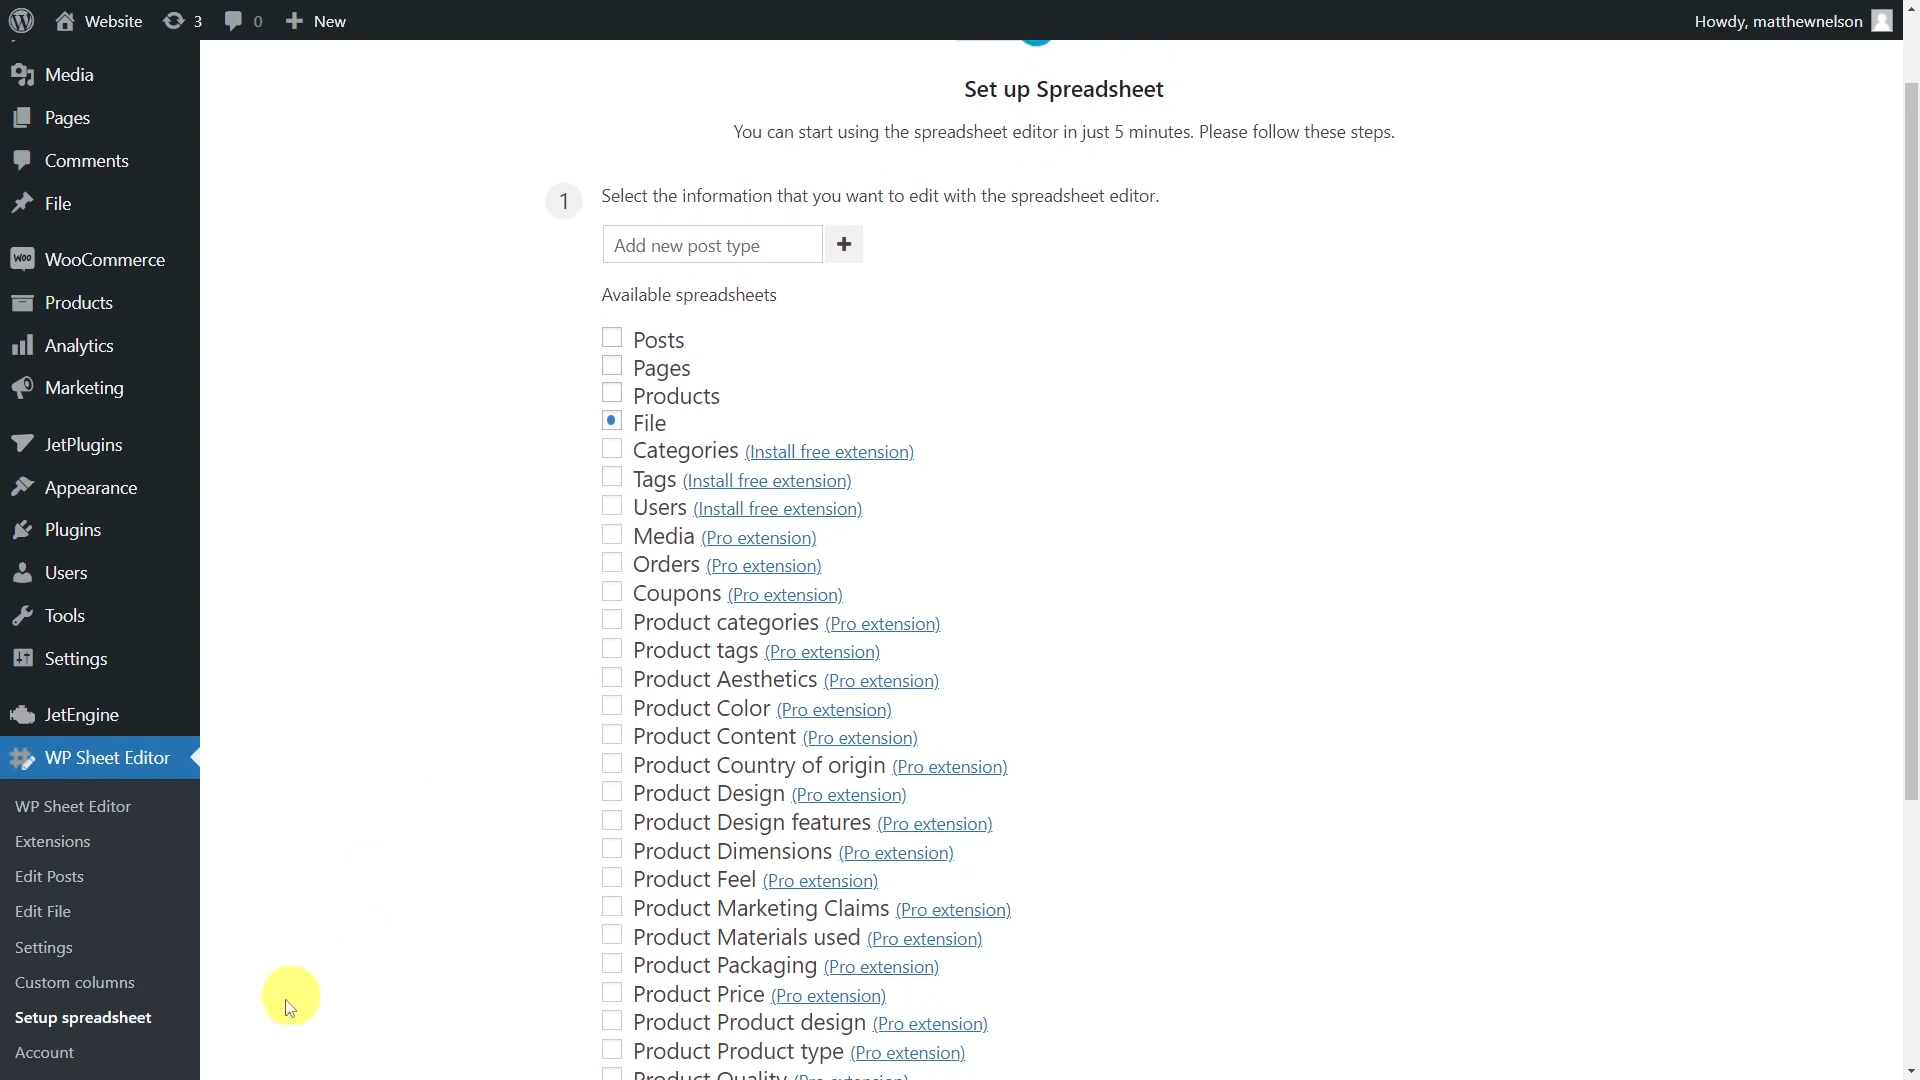 Website 3 0 New Howdy, matthewnelson
Media
Pages
Comments
File
WooCommerce
Products
Analytics
Marketing
JetPlugins
Appearance
Plugins
Users
Tools
Settings
JetEngine
WP Sheet Editor
WP Sheet Editor
Extensions
Edit Posts
Edit File
Settings
Custom columns
Setup spreadsheet
Account
Set up Spreadsheet
You can start using the spreadsheet editor in just 5 minutes. Please follow these steps.
1 Select the information that you want to edit with the spreadsheet editor.
Add new post type +
Available spreadsheets
Posts
Pages
Products
File
Categories (Install free extension)
Tags (Install free extension)
Users (Install free extension)
Media (Pro extension)
Orders (Pro extension)
Coupons (Pro extension)
Product categories (Pro extension)
Product tags (Pro extension)
Product Aesthetics (Pro extension)
Product Color (Pro extension)
Product Content (Pro extension)
Product Country of origin (Pro extension)
Product Design (Pro extension)
Product Design features (Pro extension)
Product Dimensions (Pro extension)
Product Feel (Pro extension)
Product Marketing Claims (Pro extension)
Product Materials used (Pro extension)
Product Packaging (Pro extension)
Product Price (Pro extension)
Product Product design (Pro extension)
Product Product type (Pro extension)
Product Quality (Pro extension)